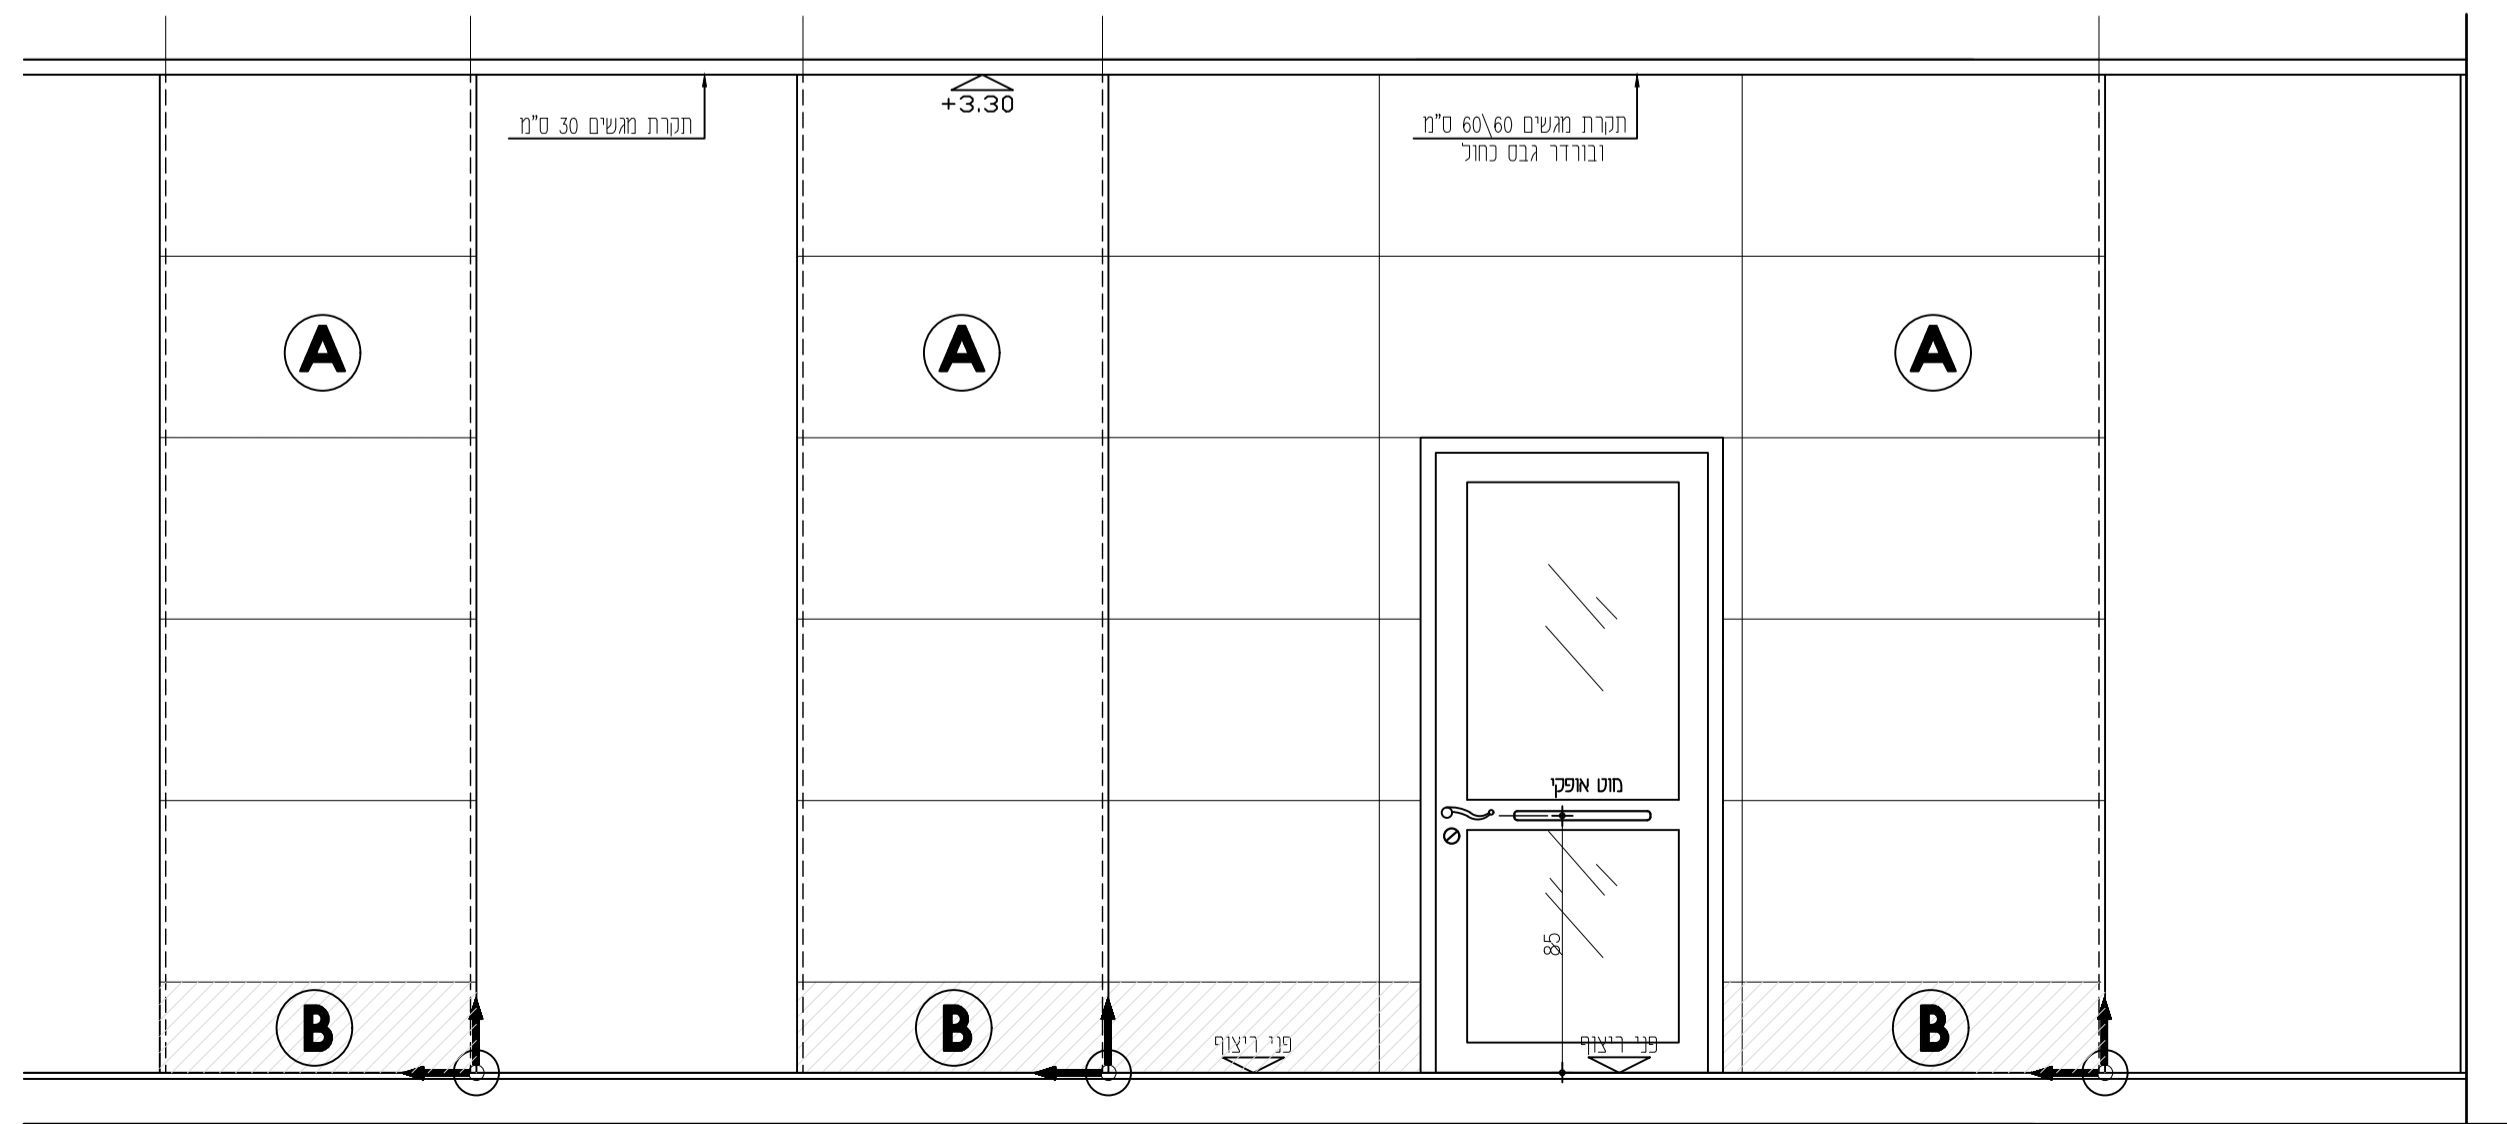 +3.30
תקרת מגשים 30 ס"מ
תקרת מגשים 60\60 ס"מ
ובורדר גבס כחול
A
A
A
מוט אופקי
85
B
B
B
פני ריצוף
פני ריצוף